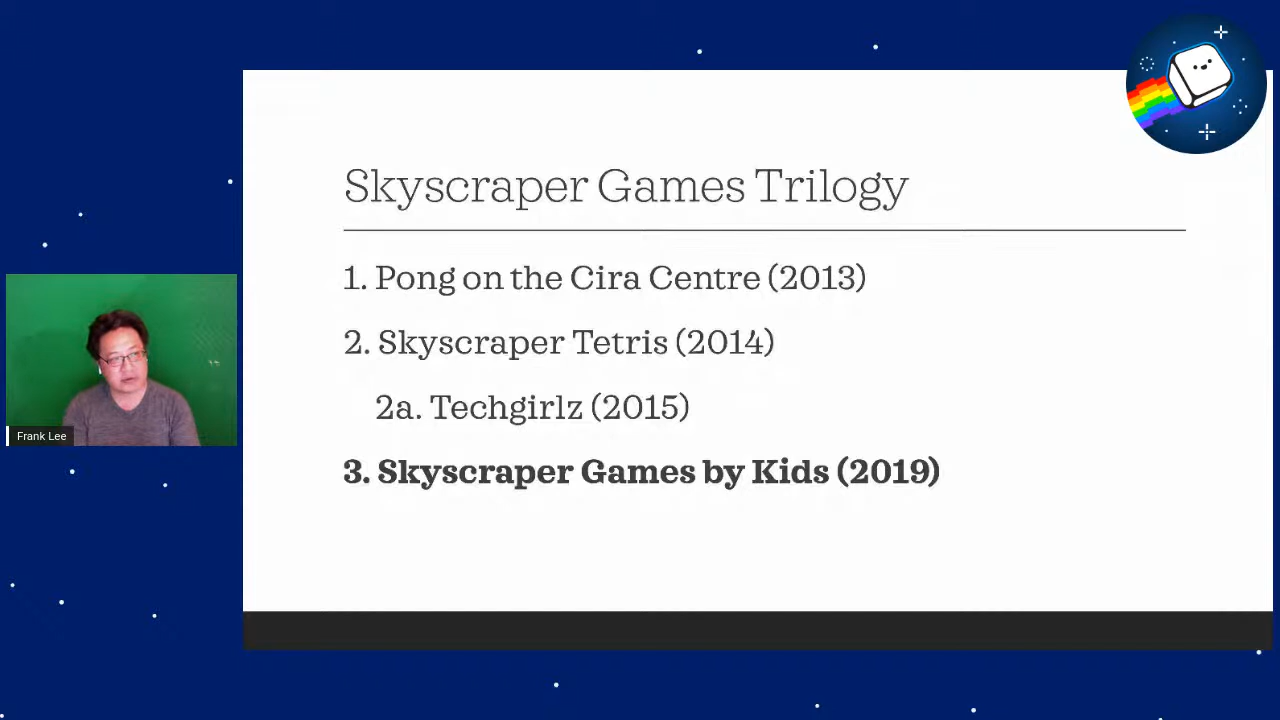 Skyscraper Games Trilogy
1. Pong on the Cira Centre (2013)
2. Skyscraper Tetris (2014)
2a. Techgirlz (2015)
3. Skyscraper Games by Kids (2019)
Frank Lee